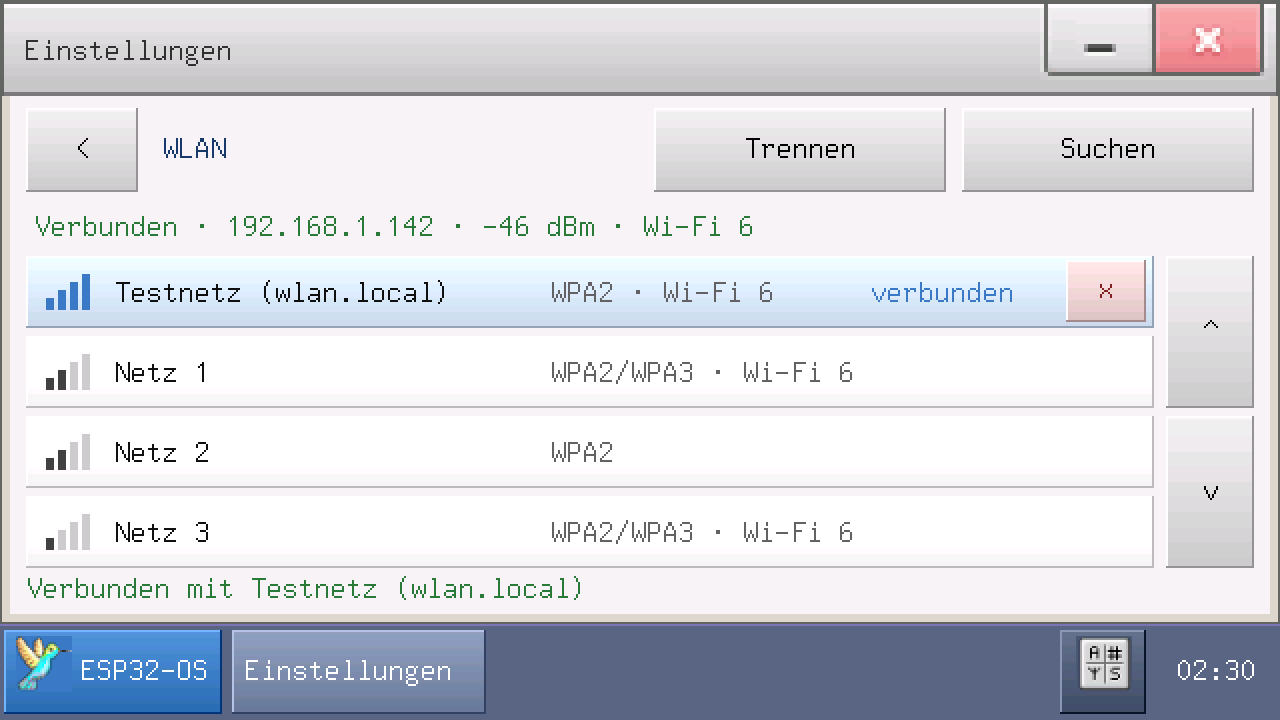 Einstellungen
< WLAN Trennen Suchen
Verbunden · 192.168.1.142 · -46 dBm · Wi-Fi 6
Testnetz (wlan.local) WPA2 · Wi-Fi 6 verbunden x
Netz 1 WPA2/WPA3 · Wi-Fi 6
Netz 2 WPA2
Netz 3 WPA2/WPA3 · Wi-Fi 6
^
v
Verbunden mit Testnetz (wlan.local)
ESP32-OS Einstellungen A # Y S 02:30